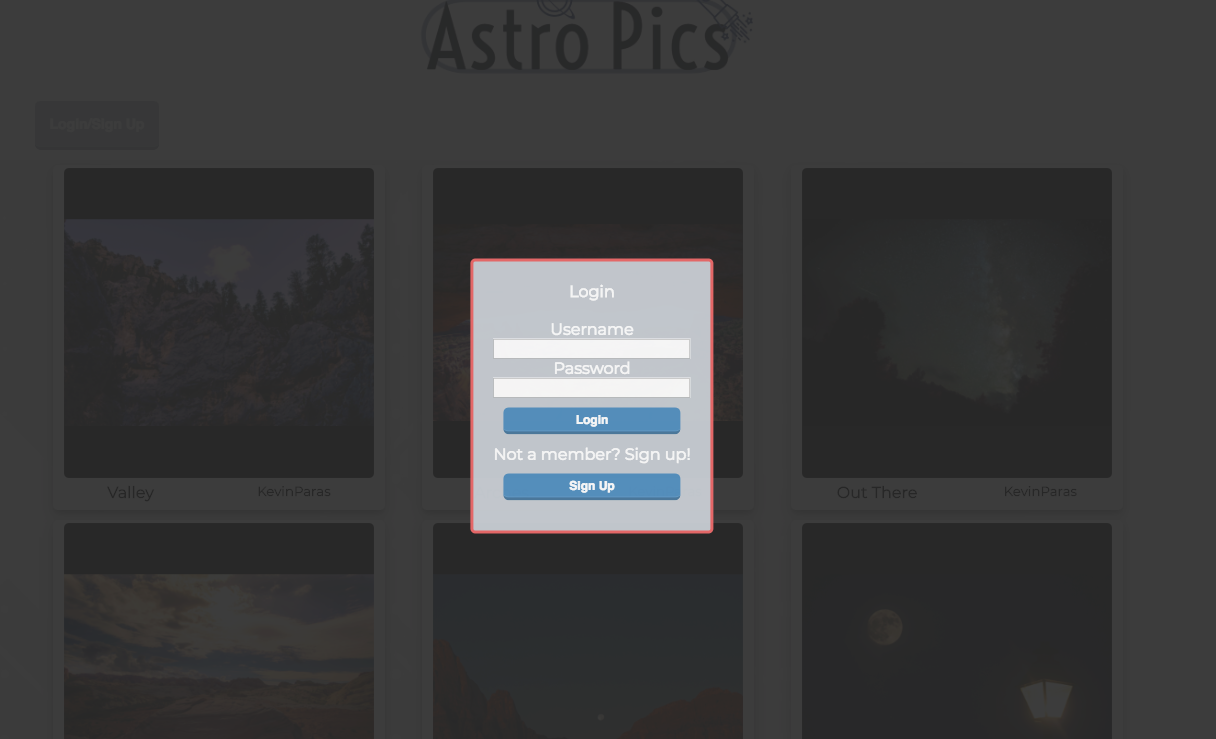 Astro Pics
Login/Sign Up
Login
Username
Password
Login
Not a member? Sign up!
Sign Up
Valley
KevinParas
Out There
KevinParas